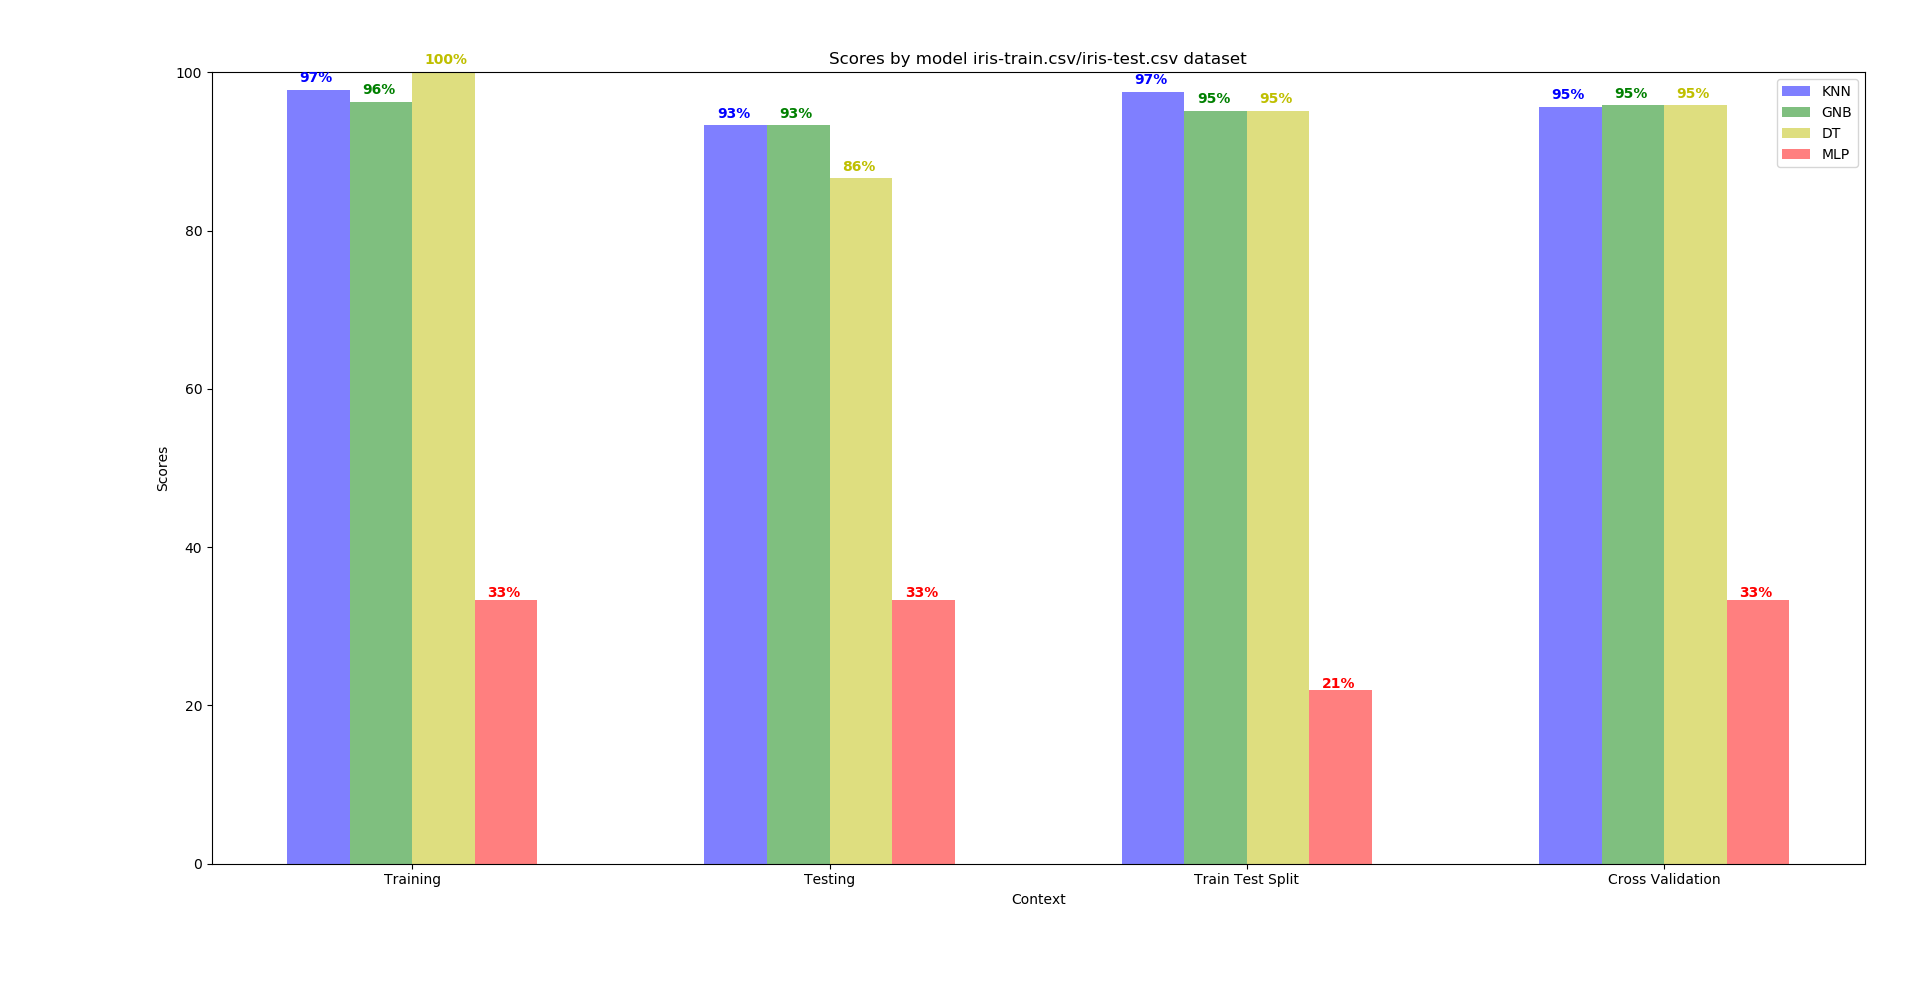 Scores by model iris-train.csv/iris-test.csv dataset
KNN
GNB
DT
MLP
Scores
100
80
60
40
20
0
97%
96%
100%
33%
93%
93%
86%
33%
97%
95%
95%
21%
95%
95%
95%
33%
Training
Testing
Train Test Split
Cross Validation
Context